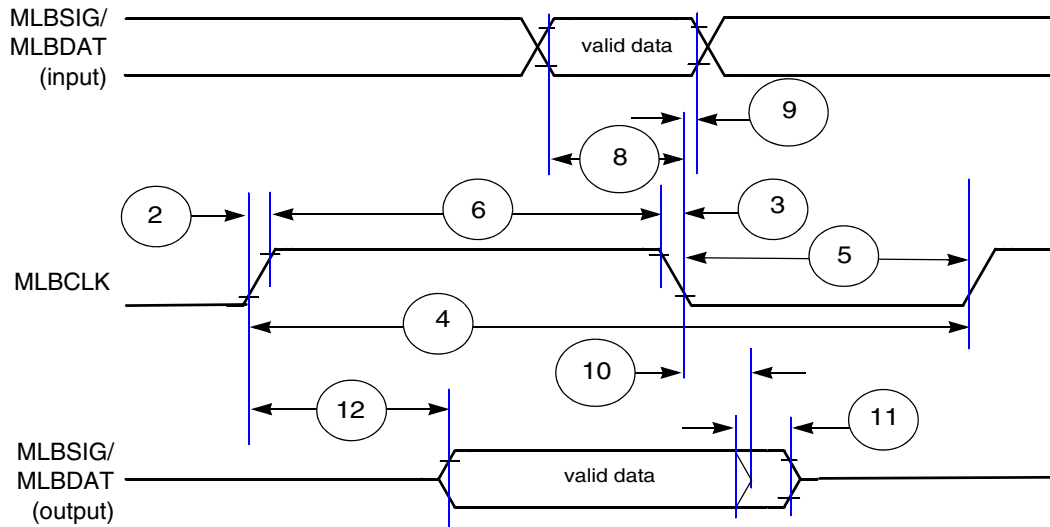 MLBSIG/
MLBDAT
(input)
valid data
9
8
2
6
3
5
MLBCLK
4
10
12
11
MLBSIG/
MLBDAT
(output)
valid data